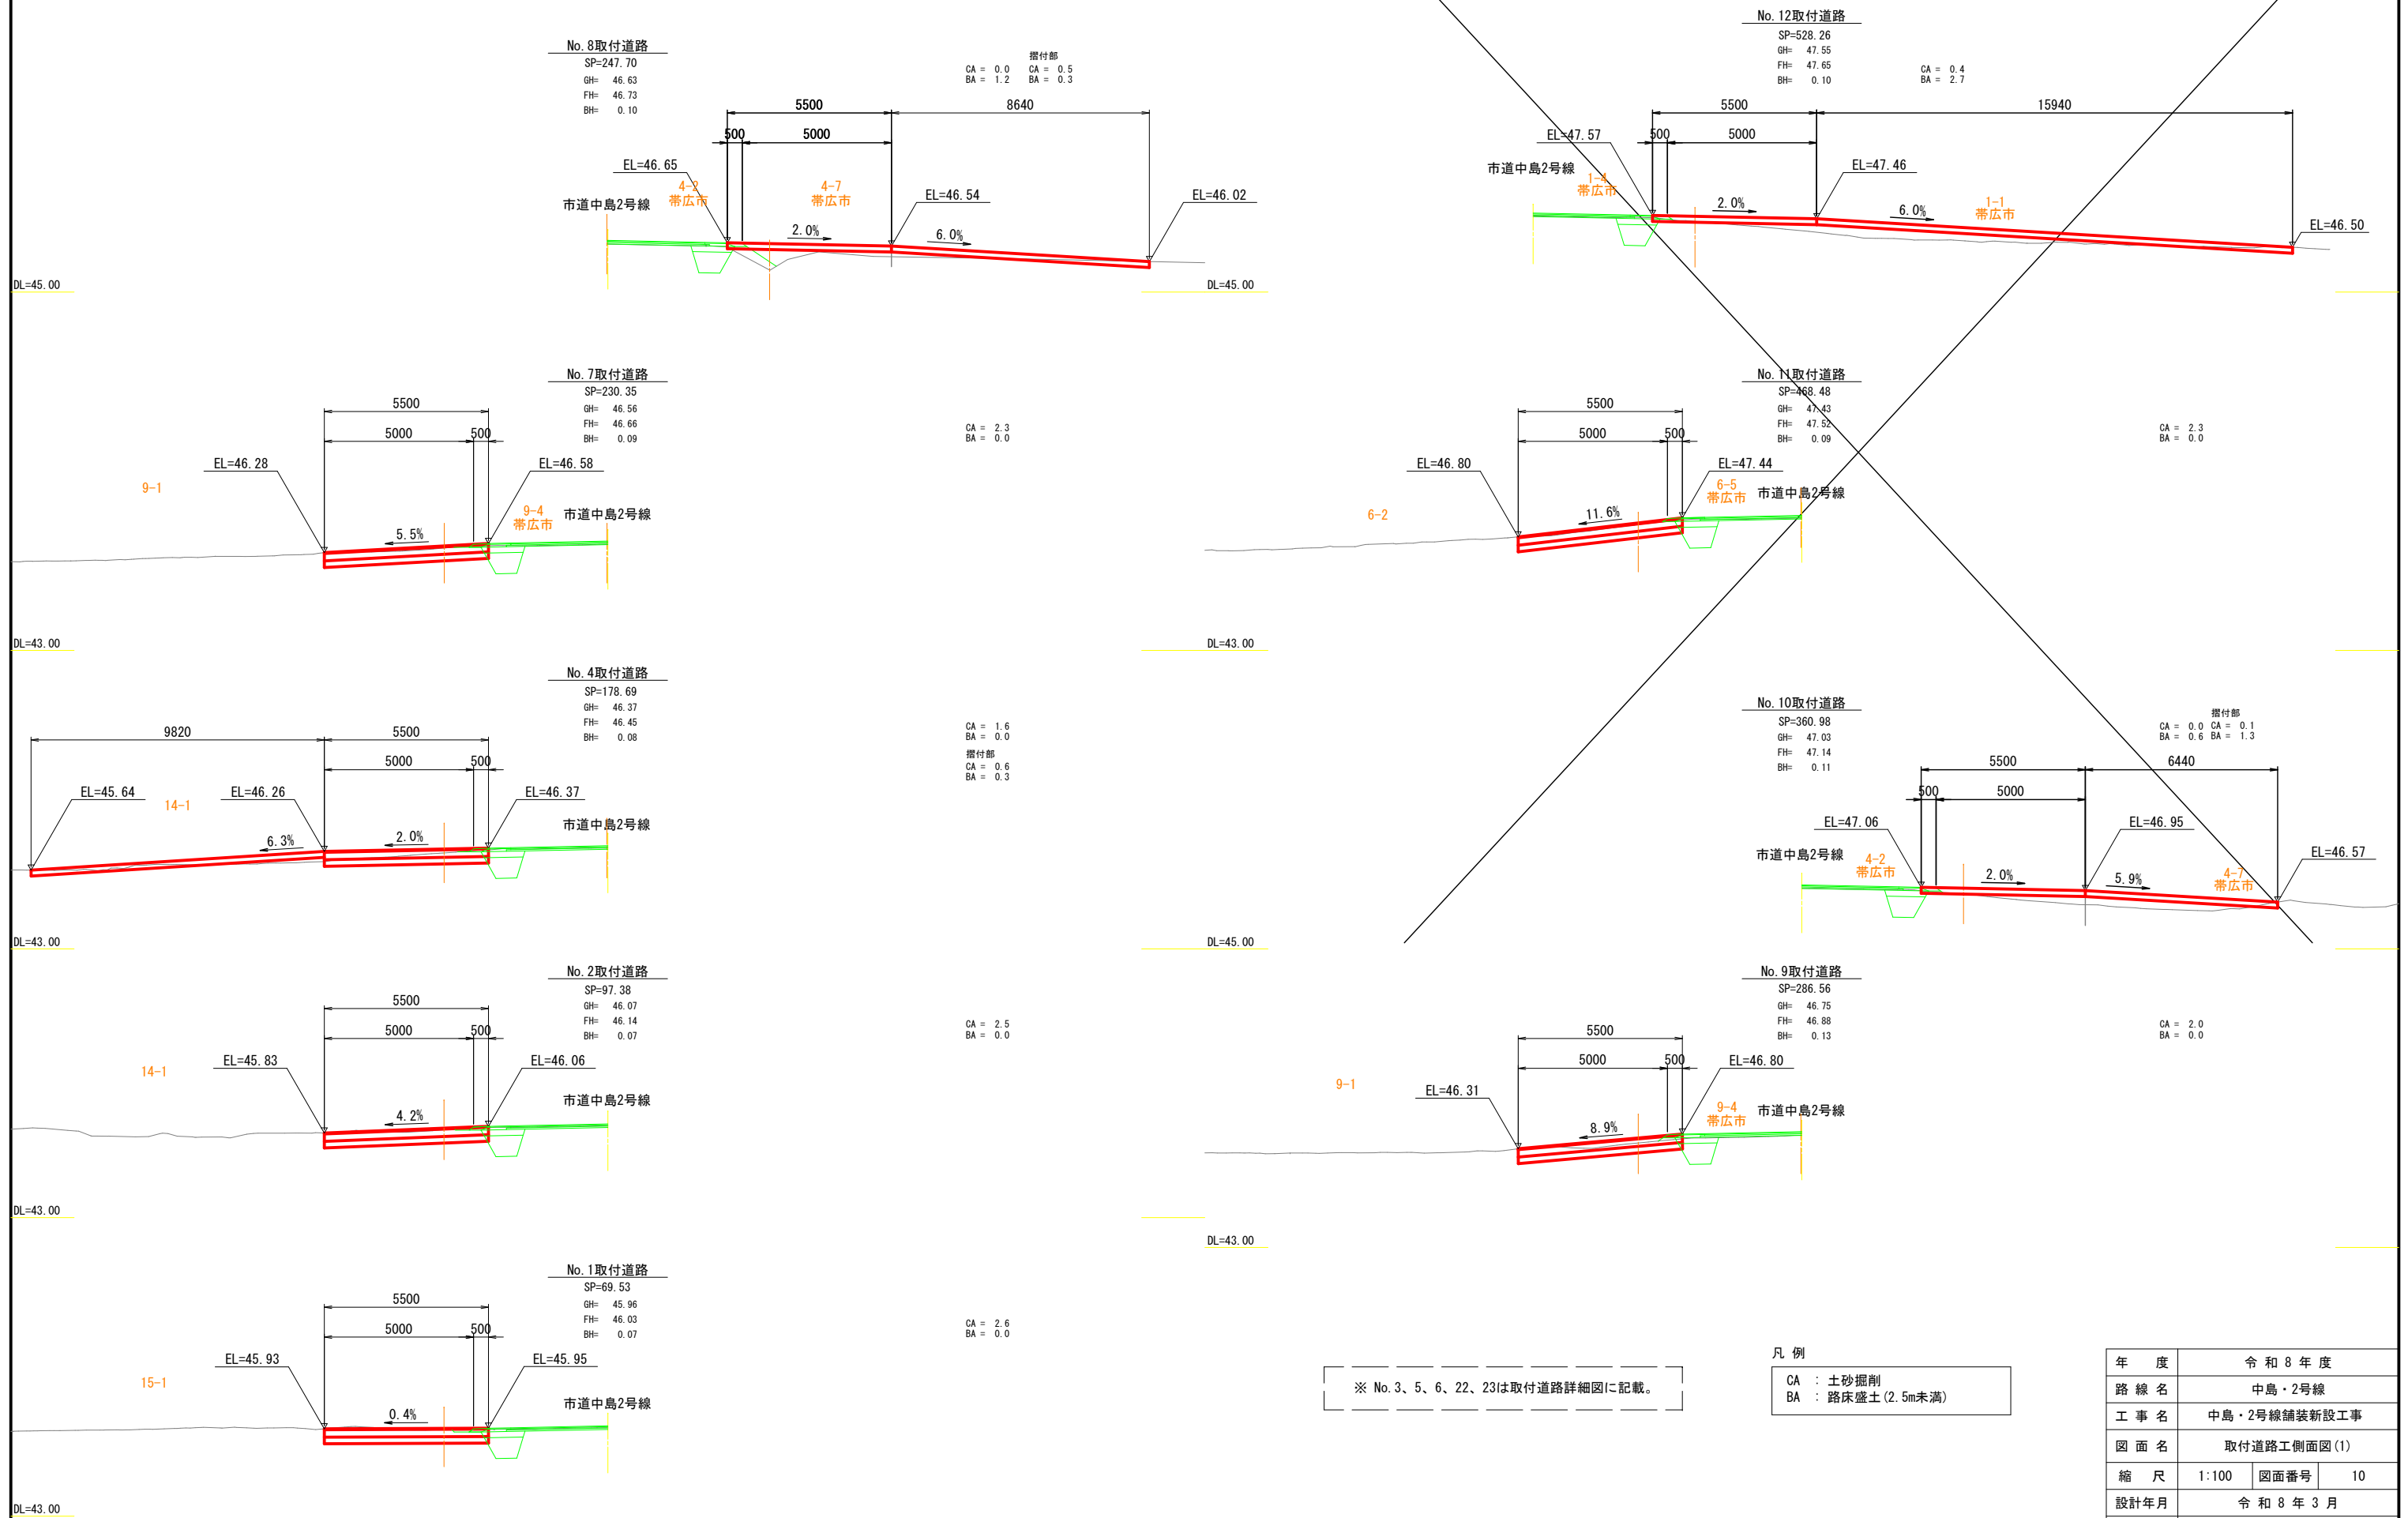 No.8取付道路
SP=247.70
GH= 46.63
FH= 46.73
BH= 0.10
摺付部
CA = 0.0 CA = 0.5
BA = 1.2 BA = 0.3
5500
8640
500
5000
EL=46.65
4-2
帯広市
4-7
帯広市
EL=46.54
EL=46.02
市道中島2号線
2.0%
6.0%
DL=45.00
No.7取付道路
SP=230.35
GH= 46.56
FH= 46.66
BH= 0.09
CA = 2.3
BA = 0.0
5500
5000
500
EL=46.28
EL=46.58
9-1
9-4
帯広市
市道中島2号線
5.5%
DL=43.00
No.4取付道路
SP=178.69
GH= 46.37
FH= 46.45
BH= 0.08
CA = 1.6
BA = 0.0
摺付部
CA = 0.6
BA = 0.3
9820
5500
5000
500
EL=45.64
14-1
EL=46.26
EL=46.37
市道中島2号線
6.3%
2.0%
DL=43.00
No.2取付道路
SP=97.38
GH= 46.07
FH= 46.14
BH= 0.07
CA = 2.5
BA = 0.0
5500
5000
500
14-1
EL=45.83
EL=46.06
市道中島2号線
4.2%
DL=43.00
No.1取付道路
SP=69.53
GH= 45.96
FH= 46.03
BH= 0.07
CA = 2.6
BA = 0.0
5500
5000
500
15-1
EL=45.93
EL=45.95
市道中島2号線
0.4%
DL=43.00
No.12取付道路
SP=528.26
GH= 47.55
FH= 47.65
BH= 0.10
CA = 0.4
BA = 2.7
5500
15940
500
5000
EL=47.57
市道中島2号線
1-4
帯広市
EL=47.46
2.0%
6.0%
1-1
帯広市
EL=46.50
DL=45.00
No.11取付道路
SP=468.48
GH= 47.43
FH= 47.52
BH= 0.09
CA = 2.3
BA = 0.0
5500
5000
500
EL=46.80
EL=47.44
6-2
6-5
帯広市
市道中島2号線
11.6%
DL=43.00
No.10取付道路
SP=360.98
GH= 47.03
FH= 47.14
BH= 0.11
摺付部
CA = 0.0 CA = 0.1
BA = 0.6 BA = 1.3
5500
6440
500
5000
EL=47.06
EL=46.95
EL=46.57
市道中島2号線
4-2
帯広市
2.0%
5.9%
4-7
帯広市
DL=45.00
No.9取付道路
SP=286.56
GH= 46.75
FH= 46.88
BH= 0.13
CA = 2.0
BA = 0.0
5500
5000
500
9-1
EL=46.31
EL=46.80
9-4
帯広市
市道中島2号線
8.9%
DL=43.00
※ No.3、5、6、22、23は取付道路詳細図に記載。
凡 例
CA : 土砂掘削
BA : 路床盛土(2.5m未満)
年 度 令和8年度
路線名 中島・2号線
工事名 中島・2号線舗装新設工事
図面名 取付道路工側面図(1)
縮 尺 1:100 図面番号 10
設計年月 令和8年3月